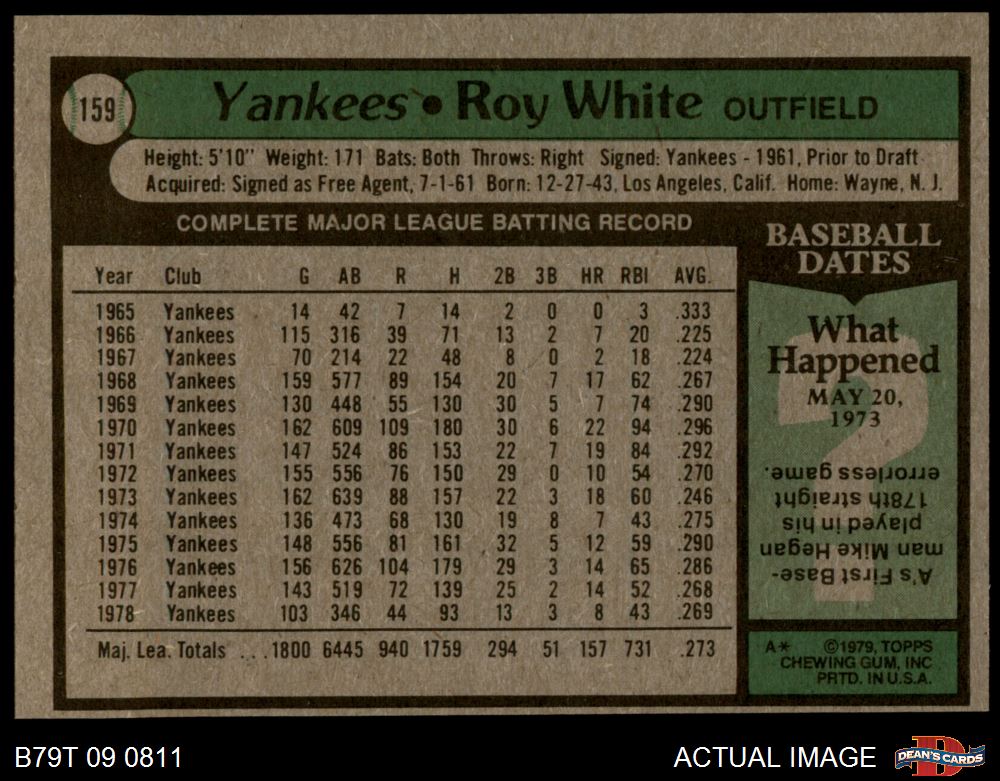 159
Yankees • Roy White OUTFIELD
Height: 5'10" Weight: 171 Bats: Both Throws: Right Signed: Yankees - 1961, Prior to Draft
Acquired: Signed as Free Agent, 7-1-61 Born: 12-27-43, Los Angeles, Calif. Home: Wayne, N. J.
COMPLETE MAJOR LEAGUE BATTING RECORD
Year Club G AB R H 2B 3B HR RBI AVG.
1965 Yankees 14 42 7 14 2 0 0 3 .333
1966 Yankees 115 316 39 71 13 2 7 20 .225
1967 Yankees 70 214 22 48 8 0 2 18 .224
1968 Yankees 159 577 89 154 20 7 17 62 .267
1969 Yankees 130 448 55 130 30 5 7 74 .290
1970 Yankees 162 609 109 180 30 6 22 94 .296
1971 Yankees 147 524 86 153 22 7 19 84 .292
1972 Yankees 155 556 76 150 29 0 10 54 .270
1973 Yankees 162 639 88 157 22 3 18 60 .246
1974 Yankees 136 473 68 130 19 8 7 43 .275
1975 Yankees 148 556 81 161 32 5 12 59 .290
1976 Yankees 156 626 104 179 29 3 14 65 .286
1977 Yankees 143 519 72 139 25 2 14 52 .268
1978 Yankees 103 346 44 93 13 3 8 43 .269
Maj. Lea. Totals ...1800 6445 940 1759 294 51 157 731 .273
BASEBALL
DATES
What
Happened
MAY 20,
1973
?
A's First Base-
man Mike Hegan
played in his
178th straight
errorless game.
A* ©1979, TOPPS
CHEWING GUM, INC
PRTD. IN U.S.A.
B79T 09 0811
ACTUAL IMAGE
D
DEAN'S CARDS